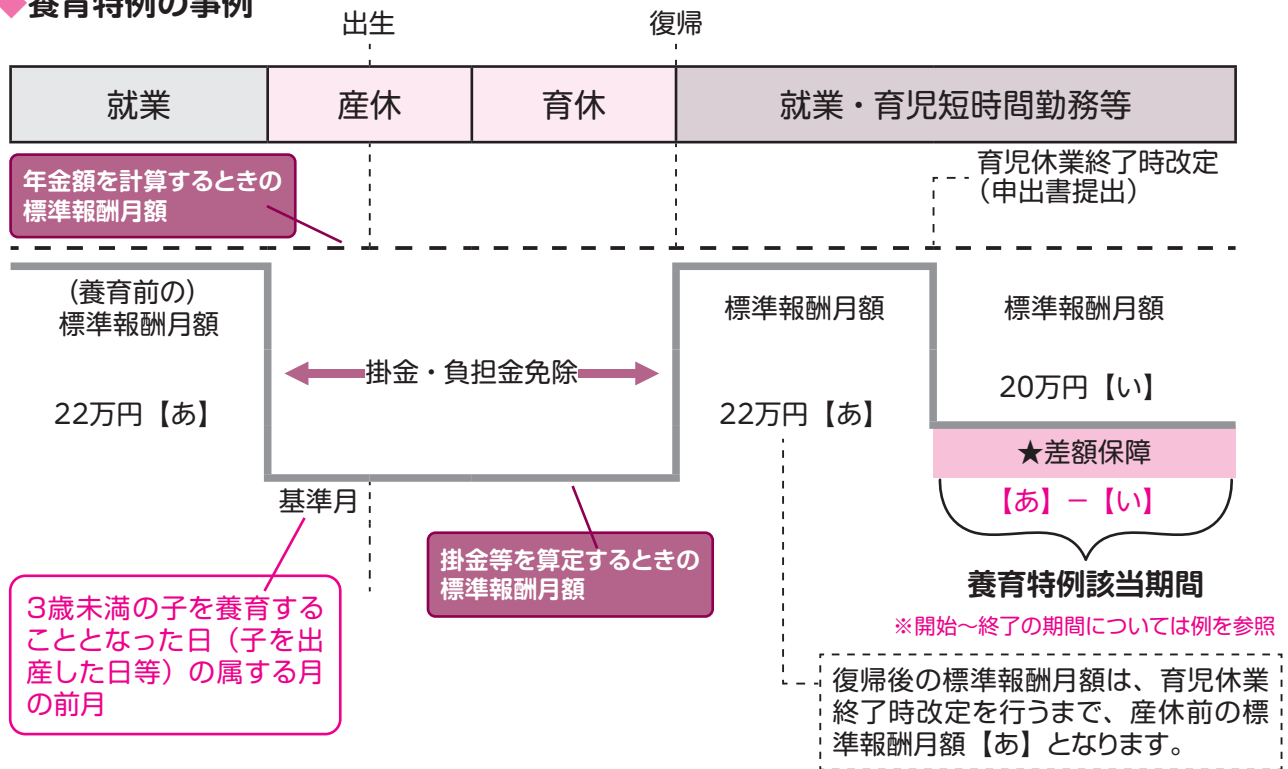 ◆養育特例の事例
出生
復帰
就業
産休
育休
就業・育児短時間勤務等
年金額を計算するときの
標準報酬月額
育児休業終了時改定
(申出書提出)
(養育前の)
標準報酬月額
22万円【あ】
掛金・負担金免除
標準報酬月額
22万円【あ】
標準報酬月額
20万円【い】
★差額保障
【あ】−【い】
基準月
掛金等を算定するときの
標準報酬月額
養育特例該当期間
※開始〜終了の期間については例を参照
3歳未満の子を養育する
こととなった日（子を出
産した日等）の属する月
の前月
復帰後の標準報酬月額は、育児休業
終了時改定を行うまで、産休前の標
準報酬月額【あ】となります。